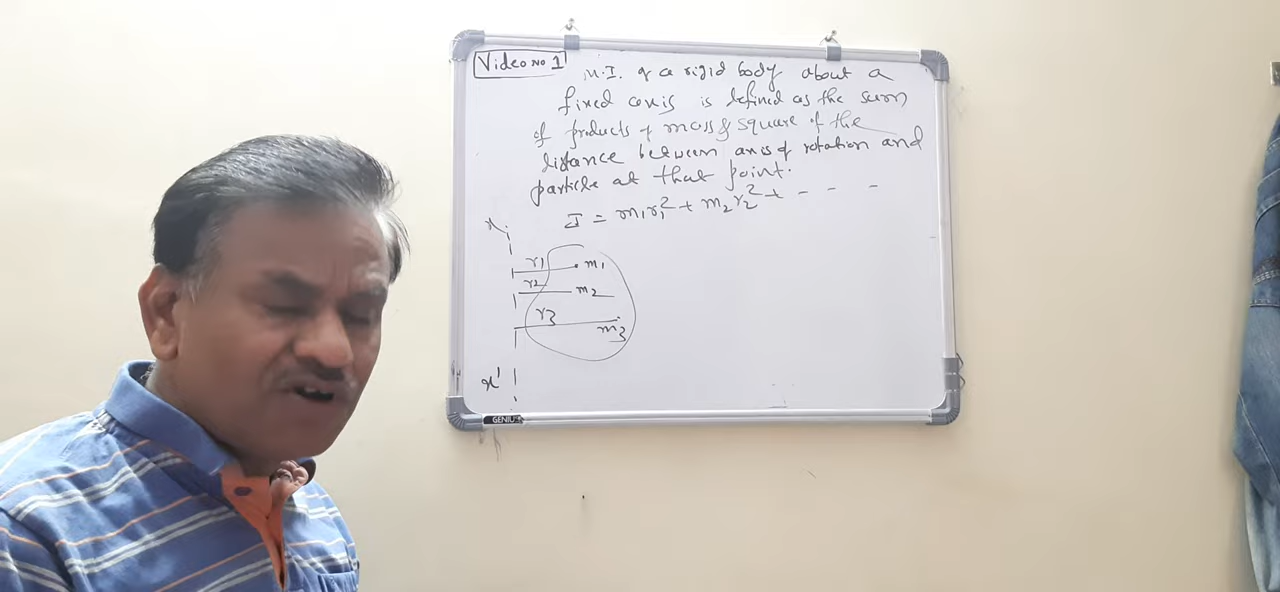 Video No 1
M.I. of a rigid body about a
fixed axis is defined as the sum
of products of mass & square of the
distance between axis of rotation and
particle at that point.
I = m₁r₁² + m₂r₂² + - - -
x
r₁ m₁
r₂ m₂
r₃ m₃
x'
GENIUS